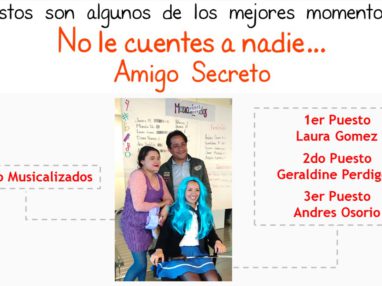 stos son algunos de los mejores momento
No le cuentes a nadie...
Amigo Secreto
o Musicalizados
1er Puesto
Laura Gomez
2do Puesto
Geraldine Perdig
3er Puesto
Andres Osorio